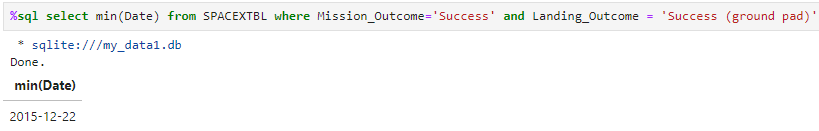 %sql select min(Date) from SPACEXTBL where Mission_Outcome='Success' and Landing_Outcome = 'Success (ground pad)'
* sqlite:///my_data1.db
Done.
min(Date)
2015-12-22